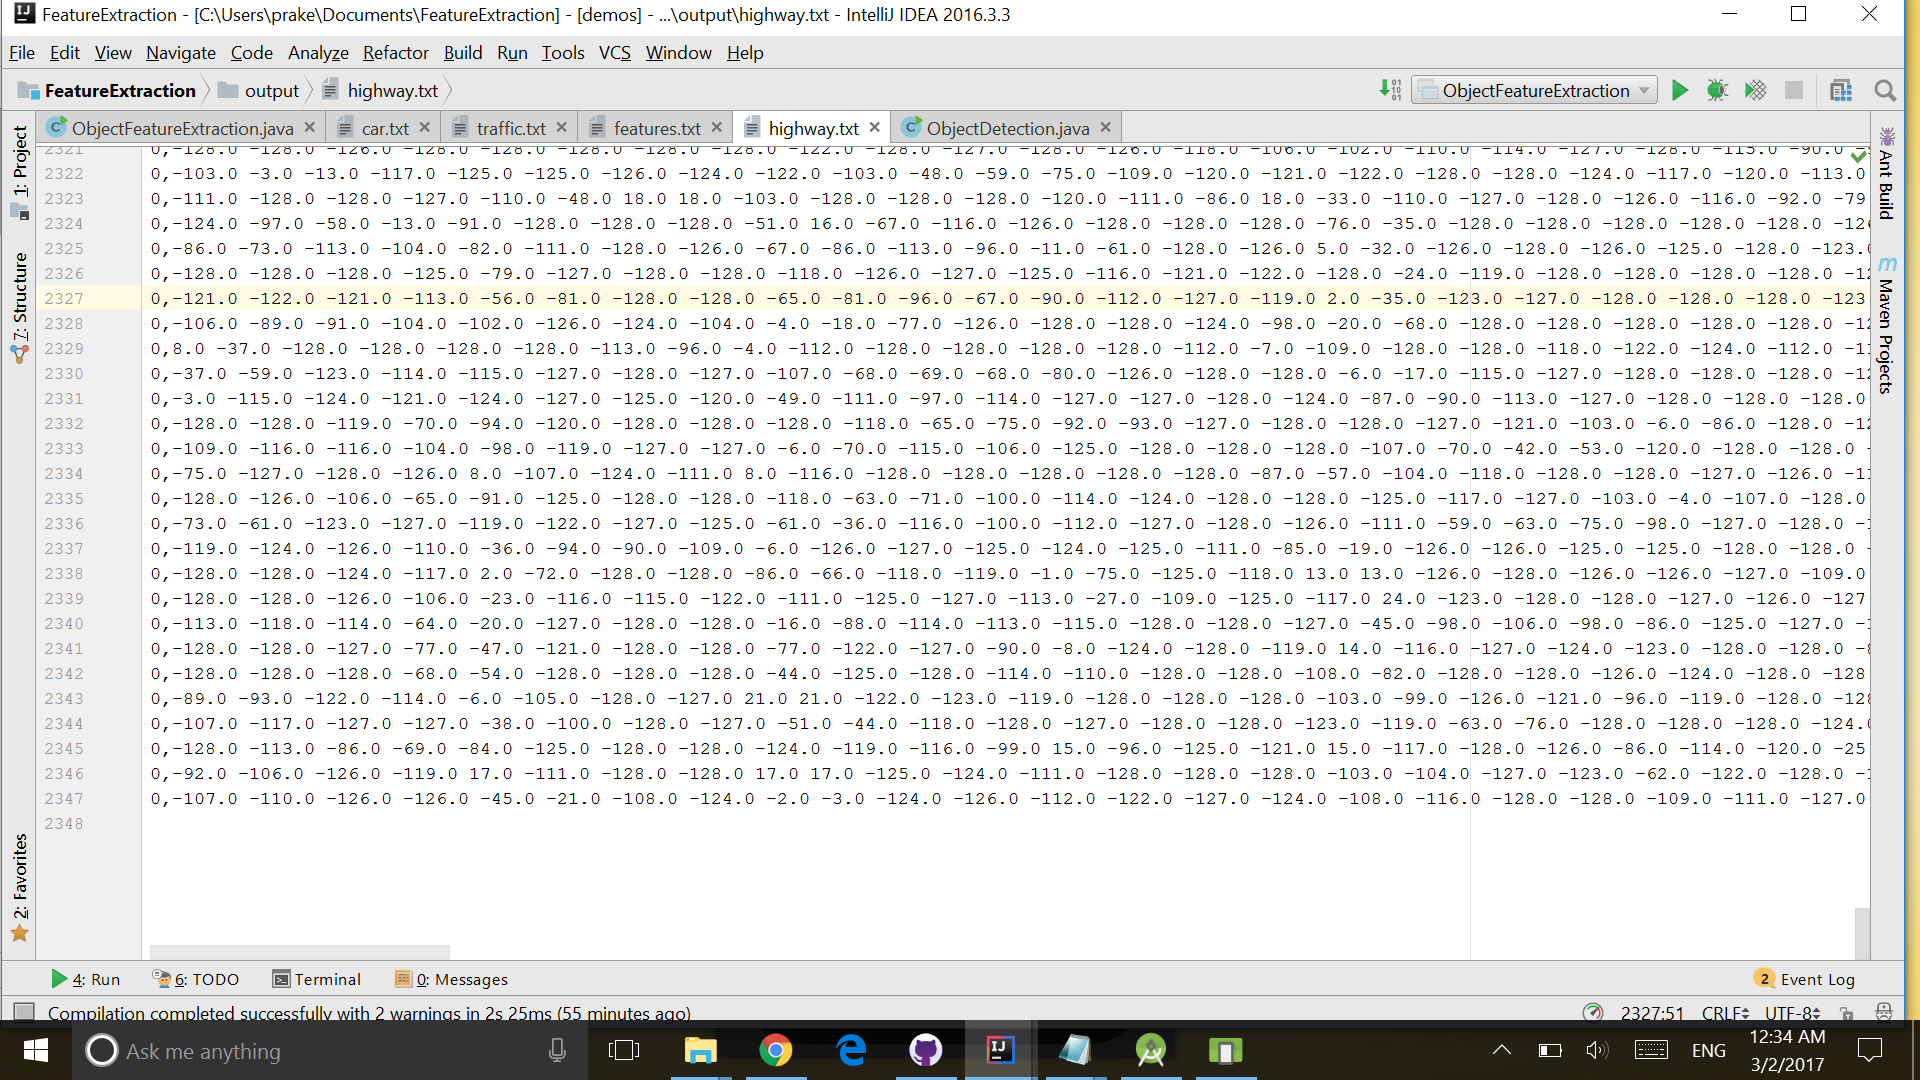 FeatureExtraction - [C:\Users\prake\Documents\FeatureExtraction] - [demos] - ...\output\highway.txt - IntelliJ IDEA 2016.3.3
File Edit View Navigate Code Analyze Refactor Build Run Tools VCS Window Help
FeatureExtraction output highway.txt ObjectFeatureExtraction
ObjectFeatureExtraction.java car.txt traffic.txt features.txt highway.txt ObjectDetection.java
1: Project
7: Structure
2: Favorites
2321 0,-128.0 -128.0 -126.0 -128.0 -128.0 -128.0 -128.0 -128.0 -122.0 -128.0 -127.0 -128.0 -126.0 -118.0 -106.0 -102.0 -110.0 -114.0 -127.0 -128.0 -115.0 -90.0
2322 0,-103.0 -3.0 -13.0 -117.0 -125.0 -125.0 -126.0 -124.0 -122.0 -103.0 -48.0 -59.0 -75.0 -109.0 -120.0 -121.0 -122.0 -128.0 -128.0 -124.0 -117.0 -120.0 -113.0
2323 0,-111.0 -128.0 -128.0 -127.0 -110.0 -48.0 18.0 18.0 -103.0 -128.0 -128.0 -128.0 -120.0 -111.0 -86.0 18.0 -33.0 -110.0 -127.0 -128.0 -126.0 -116.0 -92.0 -79
2324 0,-124.0 -97.0 -58.0 -13.0 -91.0 -128.0 -128.0 -128.0 -51.0 16.0 -67.0 -116.0 -126.0 -128.0 -128.0 -128.0 -76.0 -35.0 -128.0 -128.0 -128.0 -128.0 -128.0 -126
2325 0,-86.0 -73.0 -113.0 -104.0 -82.0 -111.0 -128.0 -126.0 -67.0 -86.0 -113.0 -96.0 -11.0 -61.0 -128.0 -126.0 5.0 -32.0 -126.0 -128.0 -126.0 -125.0 -128.0 -123.0
2326 0,-128.0 -128.0 -128.0 -125.0 -79.0 -127.0 -128.0 -128.0 -118.0 -126.0 -127.0 -125.0 -116.0 -121.0 -122.0 -128.0 -24.0 -119.0 -128.0 -128.0 -128.0 -128.0 -128.0 -12
2327 0,-121.0 -122.0 -121.0 -113.0 -56.0 -81.0 -128.0 -128.0 -65.0 -81.0 -96.0 -67.0 -90.0 -112.0 -127.0 -119.0 2.0 -35.0 -123.0 -127.0 -128.0 -128.0 -128.0 -123
2328 0,-106.0 -89.0 -91.0 -104.0 -102.0 -126.0 -124.0 -104.0 -4.0 -18.0 -77.0 -126.0 -128.0 -128.0 -124.0 -98.0 -20.0 -68.0 -128.0 -128.0 -128.0 -128.0 -128.0 -12
2329 0,8.0 -37.0 -128.0 -128.0 -128.0 -128.0 -113.0 -96.0 -4.0 -112.0 -128.0 -128.0 -128.0 -128.0 -112.0 -7.0 -109.0 -128.0 -128.0 -118.0 -122.0 -124.0 -112.0 -11
2330 0,-37.0 -59.0 -123.0 -114.0 -115.0 -127.0 -128.0 -127.0 -107.0 -68.0 -69.0 -68.0 -80.0 -126.0 -128.0 -128.0 -6.0 -17.0 -115.0 -127.0 -128.0 -128.0 -128.0 -12
2331 0,-3.0 -115.0 -124.0 -121.0 -124.0 -127.0 -125.0 -120.0 -49.0 -111.0 -97.0 -114.0 -127.0 -127.0 -128.0 -124.0 -87.0 -90.0 -113.0 -127.0 -128.0 -128.0 -128.0
2332 0,-128.0 -128.0 -119.0 -70.0 -94.0 -120.0 -128.0 -128.0 -128.0 -118.0 -65.0 -75.0 -92.0 -93.0 -127.0 -128.0 -128.0 -127.0 -121.0 -103.0 -6.0 -86.0 -128.0 -12
2333 0,-109.0 -116.0 -116.0 -104.0 -98.0 -119.0 -127.0 -127.0 -6.0 -70.0 -115.0 -106.0 -125.0 -128.0 -128.0 -128.0 -107.0 -70.0 -42.0 -53.0 -120.0 -128.0 -128.0 -
2334 0,-75.0 -127.0 -128.0 -126.0 8.0 -107.0 -124.0 -111.0 8.0 -116.0 -128.0 -128.0 -128.0 -128.0 -128.0 -87.0 -57.0 -104.0 -118.0 -128.0 -128.0 -127.0 -126.0 -11
2335 0,-128.0 -126.0 -106.0 -65.0 -91.0 -125.0 -128.0 -128.0 -118.0 -63.0 -71.0 -100.0 -114.0 -124.0 -128.0 -128.0 -125.0 -117.0 -127.0 -103.0 -4.0 -107.0 -128.0
2336 0,-73.0 -61.0 -123.0 -127.0 -119.0 -122.0 -127.0 -125.0 -61.0 -36.0 -116.0 -100.0 -112.0 -127.0 -128.0 -126.0 -111.0 -59.0 -63.0 -75.0 -98.0 -127.0 -128.0 -
2337 0,-119.0 -124.0 -126.0 -110.0 -36.0 -94.0 -90.0 -109.0 -6.0 -126.0 -127.0 -125.0 -124.0 -125.0 -111.0 -85.0 -19.0 -126.0 -126.0 -125.0 -125.0 -128.0 -128.0 -
2338 0,-128.0 -128.0 -124.0 -117.0 2.0 -72.0 -128.0 -128.0 -86.0 -66.0 -118.0 -119.0 -1.0 -75.0 -125.0 -118.0 13.0 13.0 -126.0 -128.0 -126.0 -126.0 -127.0 -109.0
2339 0,-128.0 -128.0 -126.0 -106.0 -23.0 -116.0 -115.0 -122.0 -111.0 -125.0 -127.0 -113.0 -27.0 -109.0 -125.0 -117.0 24.0 -123.0 -128.0 -128.0 -127.0 -126.0 -127
2340 0,-113.0 -118.0 -114.0 -64.0 -20.0 -127.0 -128.0 -128.0 -16.0 -88.0 -114.0 -113.0 -115.0 -128.0 -128.0 -127.0 -45.0 -98.0 -106.0 -98.0 -86.0 -125.0 -127.0 -
2341 0,-128.0 -128.0 -127.0 -77.0 -47.0 -121.0 -128.0 -128.0 -77.0 -122.0 -127.0 -90.0 -8.0 -124.0 -128.0 -119.0 14.0 -116.0 -127.0 -124.0 -123.0 -128.0 -128.0 -8
2342 0,-128.0 -128.0 -128.0 -68.0 -54.0 -128.0 -128.0 -128.0 -44.0 -125.0 -128.0 -114.0 -110.0 -128.0 -128.0 -108.0 -82.0 -128.0 -128.0 -126.0 -124.0 -128.0 -128
2343 0,-89.0 -93.0 -122.0 -114.0 -6.0 -105.0 -128.0 -127.0 21.0 21.0 -122.0 -123.0 -119.0 -128.0 -128.0 -128.0 -103.0 -99.0 -126.0 -121.0 -96.0 -119.0 -128.0 -128
2344 0,-107.0 -117.0 -127.0 -127.0 -38.0 -100.0 -128.0 -127.0 -51.0 -44.0 -118.0 -128.0 -127.0 -128.0 -128.0 -123.0 -119.0 -63.0 -76.0 -128.0 -128.0 -128.0 -124.0
2345 0,-128.0 -113.0 -86.0 -69.0 -84.0 -125.0 -128.0 -128.0 -124.0 -119.0 -116.0 -99.0 15.0 -96.0 -125.0 -121.0 15.0 -117.0 -128.0 -126.0 -86.0 -114.0 -120.0 -25
2346 0,-92.0 -106.0 -126.0 -119.0 17.0 -111.0 -128.0 -128.0 17.0 17.0 -125.0 -124.0 -111.0 -128.0 -128.0 -128.0 -103.0 -104.0 -127.0 -123.0 -62.0 -122.0 -128.0 -
2347 0,-107.0 -110.0 -126.0 -126.0 -45.0 -21.0 -108.0 -124.0 -2.0 -3.0 -124.0 -126.0 -112.0 -122.0 -127.0 -124.0 -108.0 -116.0 -128.0 -128.0 -109.0 -111.0 -127.0
2348
Ant Build
Maven Projects
4: Run 6: TODO Terminal 0: Messages 2 Event Log
Compilation completed successfully with 2 warnings in 2s 25ms (55 minutes ago) 2327:51 CRLF UTF-8
Ask me anything ENG 12:34 AM
3/2/2017